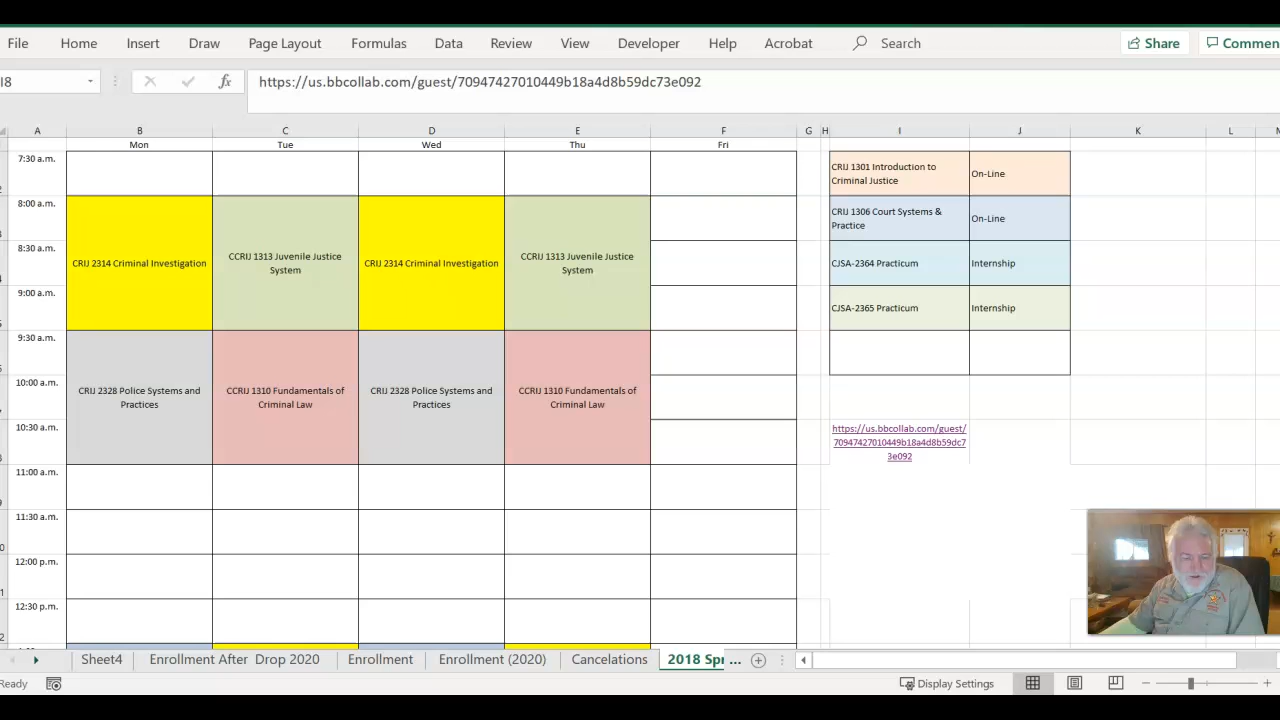 File Home Insert Draw Page Layout Formulas Data Review View Developer Help Acrobat Search Share Commen
I8 fx https://us.bbcollab.com/guest/70947427010449b18a4d8b59dc73e092
A B C D E F G H I J K L
Mon Tue Wed Thu Fri
7:30 a.m.
8:00 a.m.
8:30 a.m.
9:00 a.m.
9:30 a.m.
10:00 a.m.
10:30 a.m.
11:00 a.m.
11:30 a.m.
12:00 p.m.
12:30 p.m.
CRIJ 2314 Criminal Investigation
CCRIJ 1313 Juvenile Justice
System
CRIJ 2314 Criminal Investigation
CCRIJ 1313 Juvenile Justice
System
CRIJ 2328 Police Systems and
Practices
CCRIJ 1310 Fundamentals of
Criminal Law
CRIJ 2328 Police Systems and
Practices
CCRIJ 1310 Fundamentals of
Criminal Law
CRIJ 1301 Introduction to
Criminal Justice
On-Line
CRIJ 1306 Court Systems &
Practice
On-Line
CJSA-2364 Practicum
Internship
CJSA-2365 Practicum
Internship
https://us.bbcollab.com/guest/
70947427010449b18a4d8b59dc7
3e092
Sheet4 Enrollment After Drop 2020 Enrollment Enrollment (2020) Cancelations 2018 Spr ...
Ready Display Settings